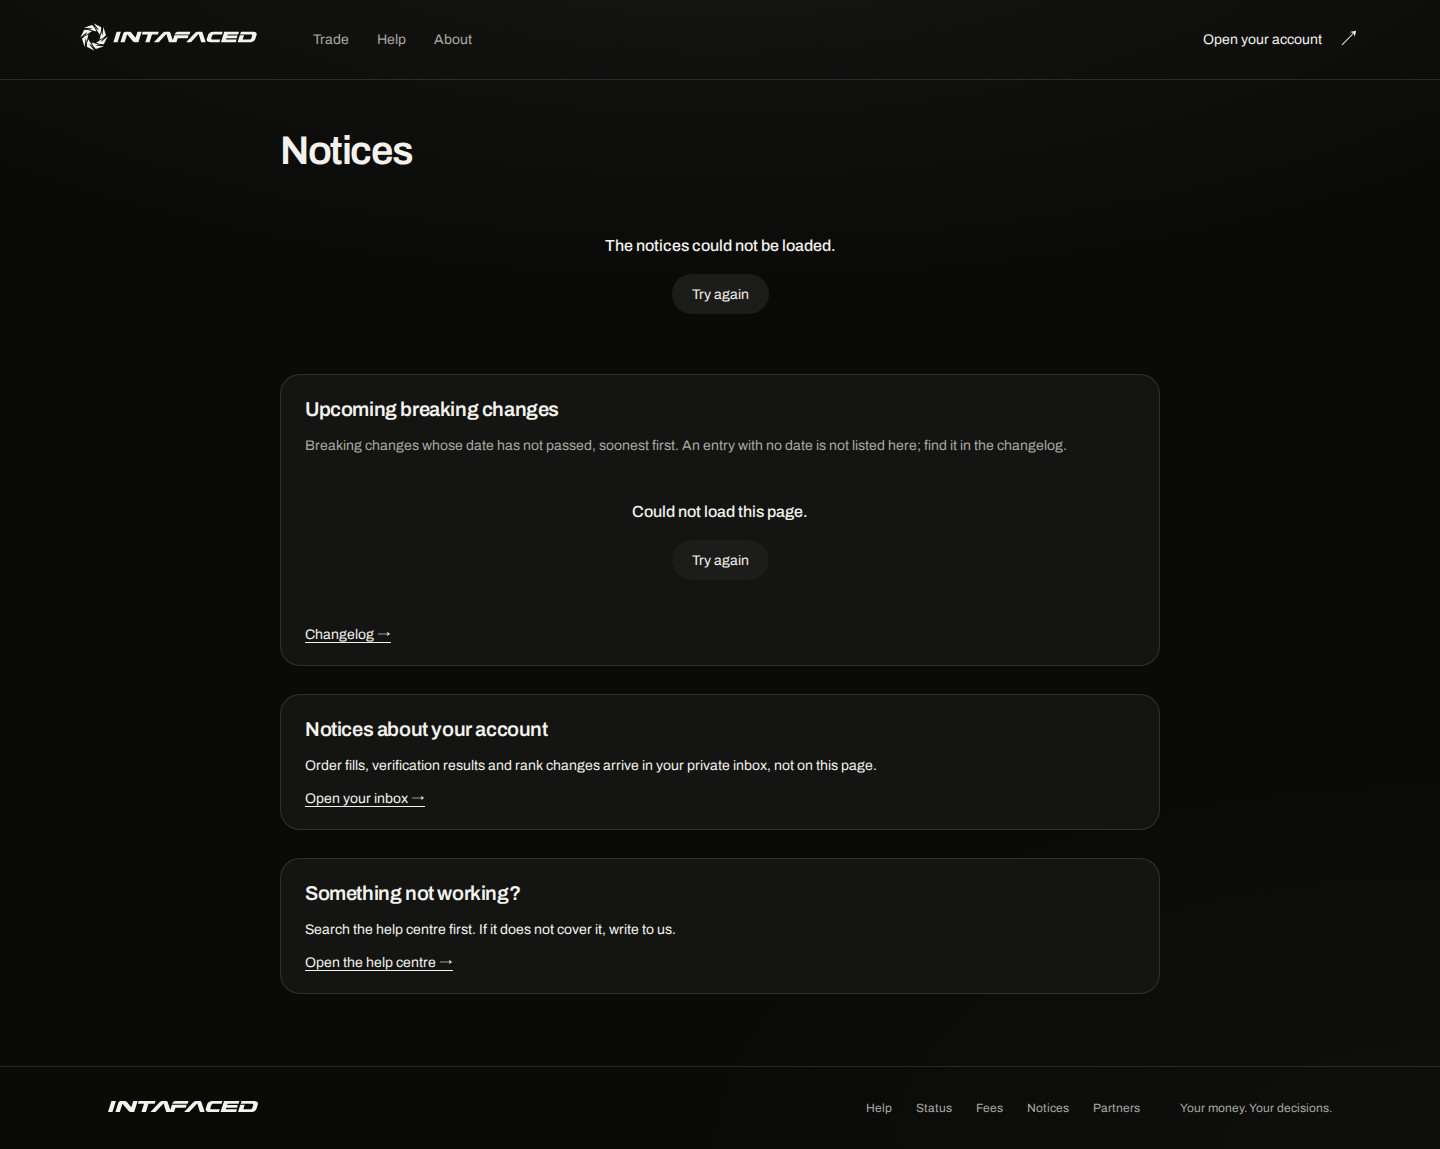 INTAFACED
Trade
Help
About
Open your account
Notices
The notices could not be loaded.
Try again
Upcoming breaking changes
Breaking changes whose date has not passed, soonest first. An entry with no date is not listed here; find it in the changelog.
Could not load this page.
Try again
Changelog →
Notices about your account
Order fills, verification results and rank changes arrive in your private inbox, not on this page.
Open your inbox →
Something not working?
Search the help centre first. If it does not cover it, write to us.
Open the help centre →
INTAFACED
Help
Status
Fees
Notices
Partners
Your money. Your decisions.